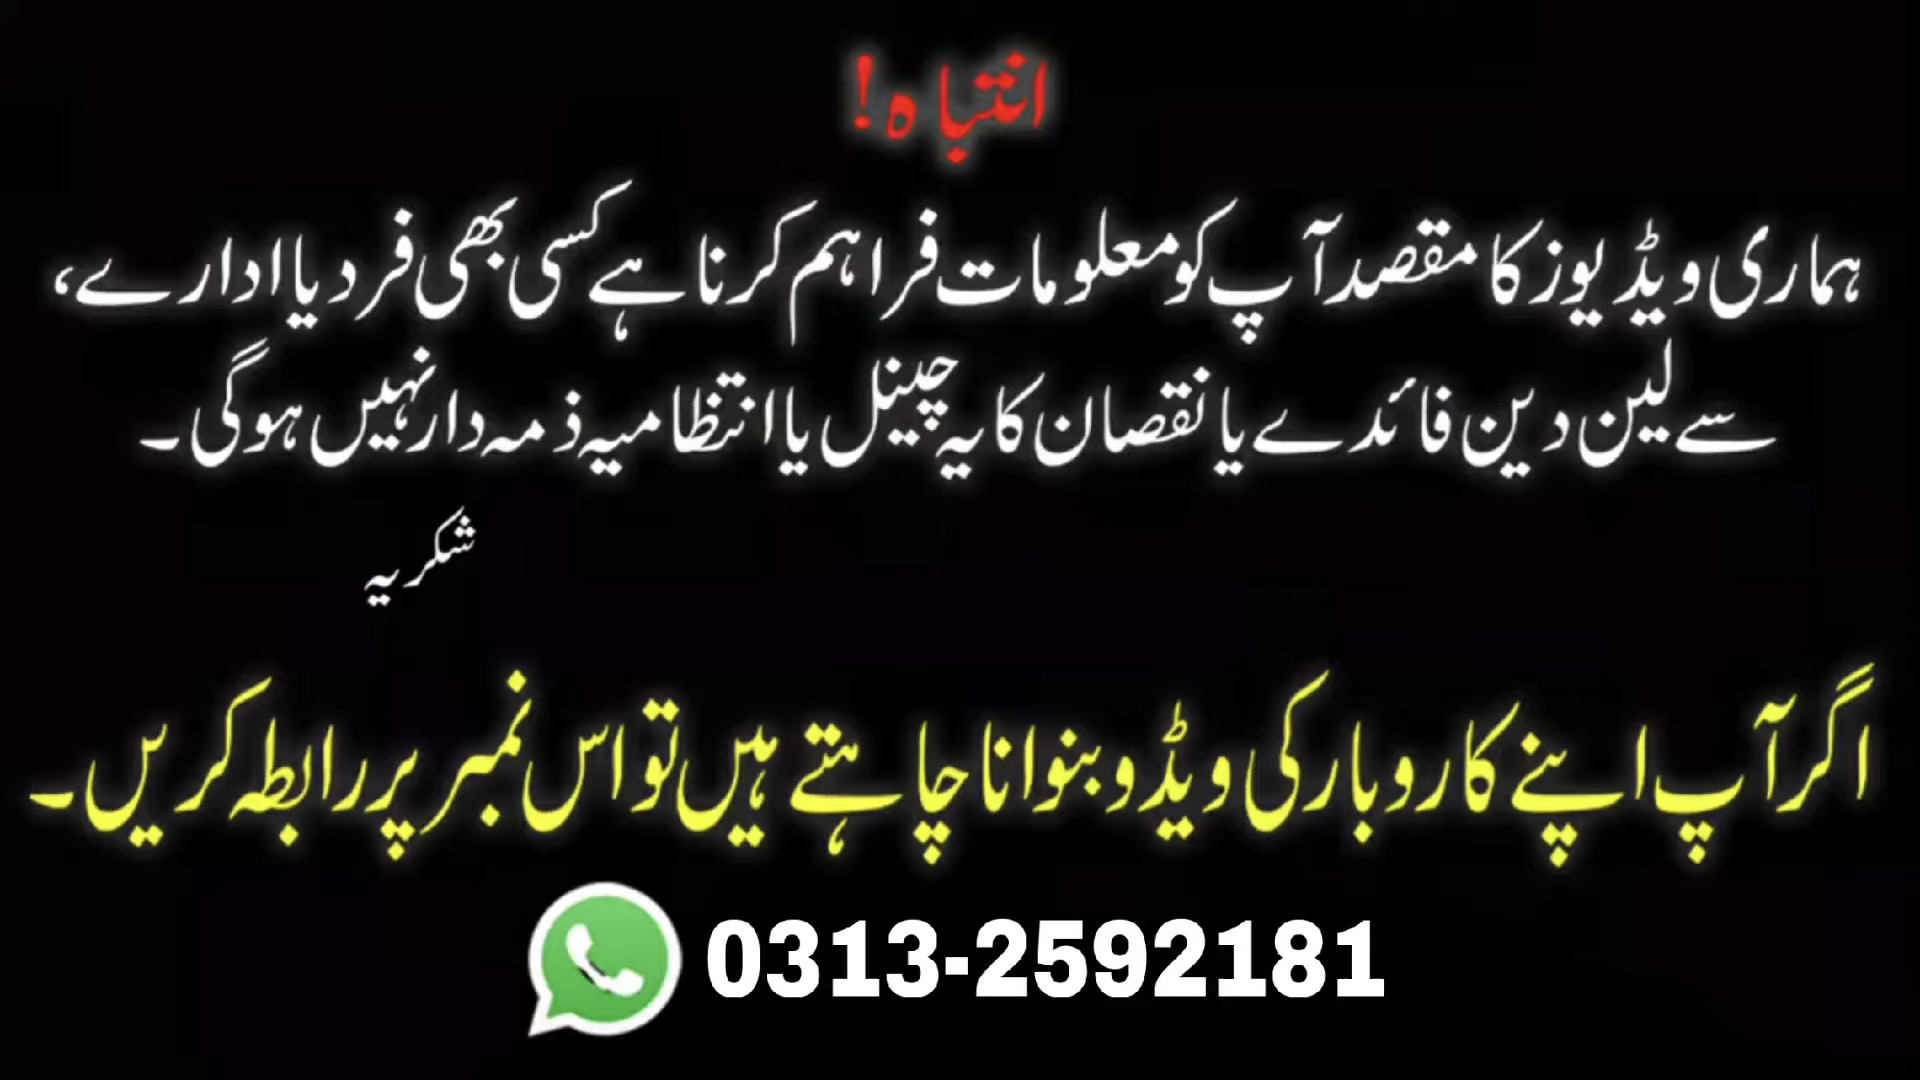 انتباہ!
ہماری ویڈیوز کا مقصد آپ کو معلومات فراہم کرنا ہے کسی بھی فرد یا ادارے،
سے لین دین فائدے یا نقصان کا یہ چینل یا انتظامیہ ذمہ دار نہیں ہوگی۔
شکریہ
اگر آپ اپنے کاروبار کی ویڈو بنوانا چاہتے ہیں تو اس نمبر پر رابطہ کریں۔
0313-2592181